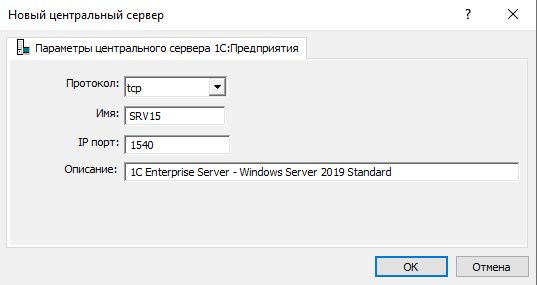 Новый центральный сервер
Параметры центрального сервера 1С:Предприятия
Протокол: tcp
Имя: SRV15
IP порт: 1540
Описание: 1C Enterprise Server - Windows Server 2019 Standard
ОК Отмена